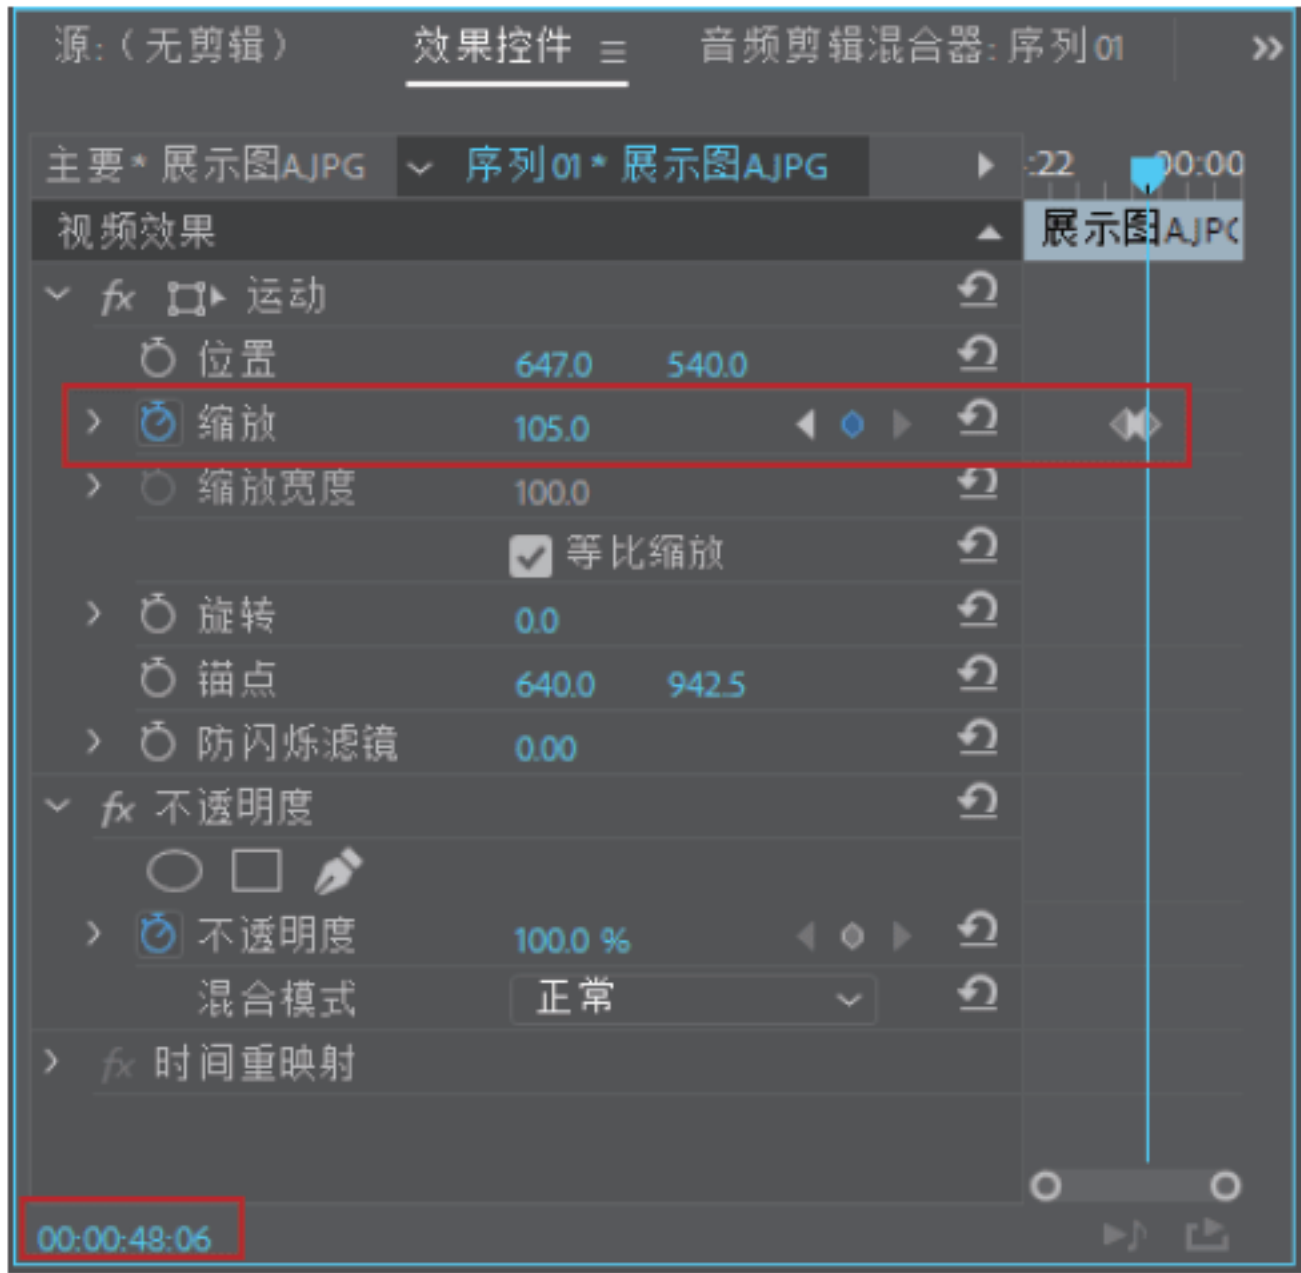 源:（无剪辑） 效果控件 音频剪辑混合器: 序列 01
主要* 展示图A.JPG 序列 01 * 展示图A.JPG :22 00:00
视频效果 展示图A.JPG
fx 运动
位置 647.0 540.0
缩放 105.0
缩放宽度 100.0
等比缩放
旋转 0.0
锚点 640.0 942.5
防闪烁滤镜 0.00
fx 不透明度
不透明度 100.0 %
混合模式 正常
fx 时间重映射
00:00:48:06